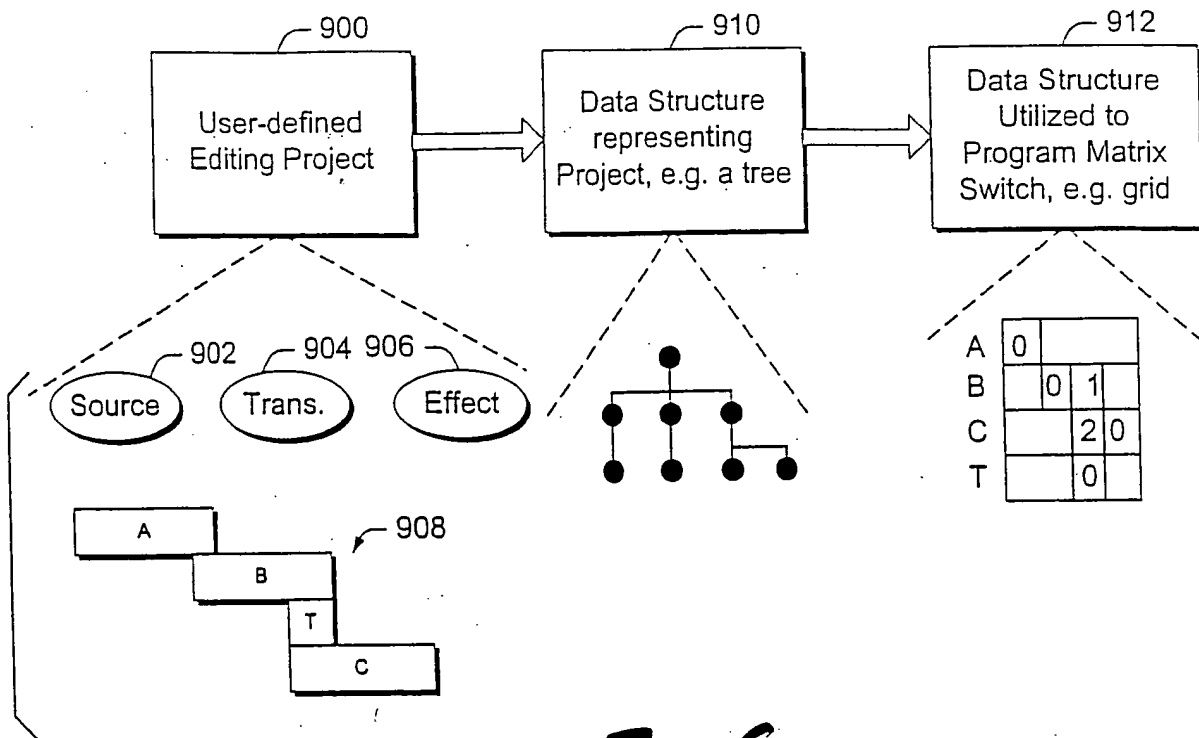 900
910
912
User-defined
Editing Project
Data Structure
representing
Project, e.g. a tree
Data Structure
Utilized to
Program Matrix
Switch, e.g. grid
902
904
906
Source
Trans.
Effect
A 0
B 0 1
C 2 0
T 0
908
A
B
T
C